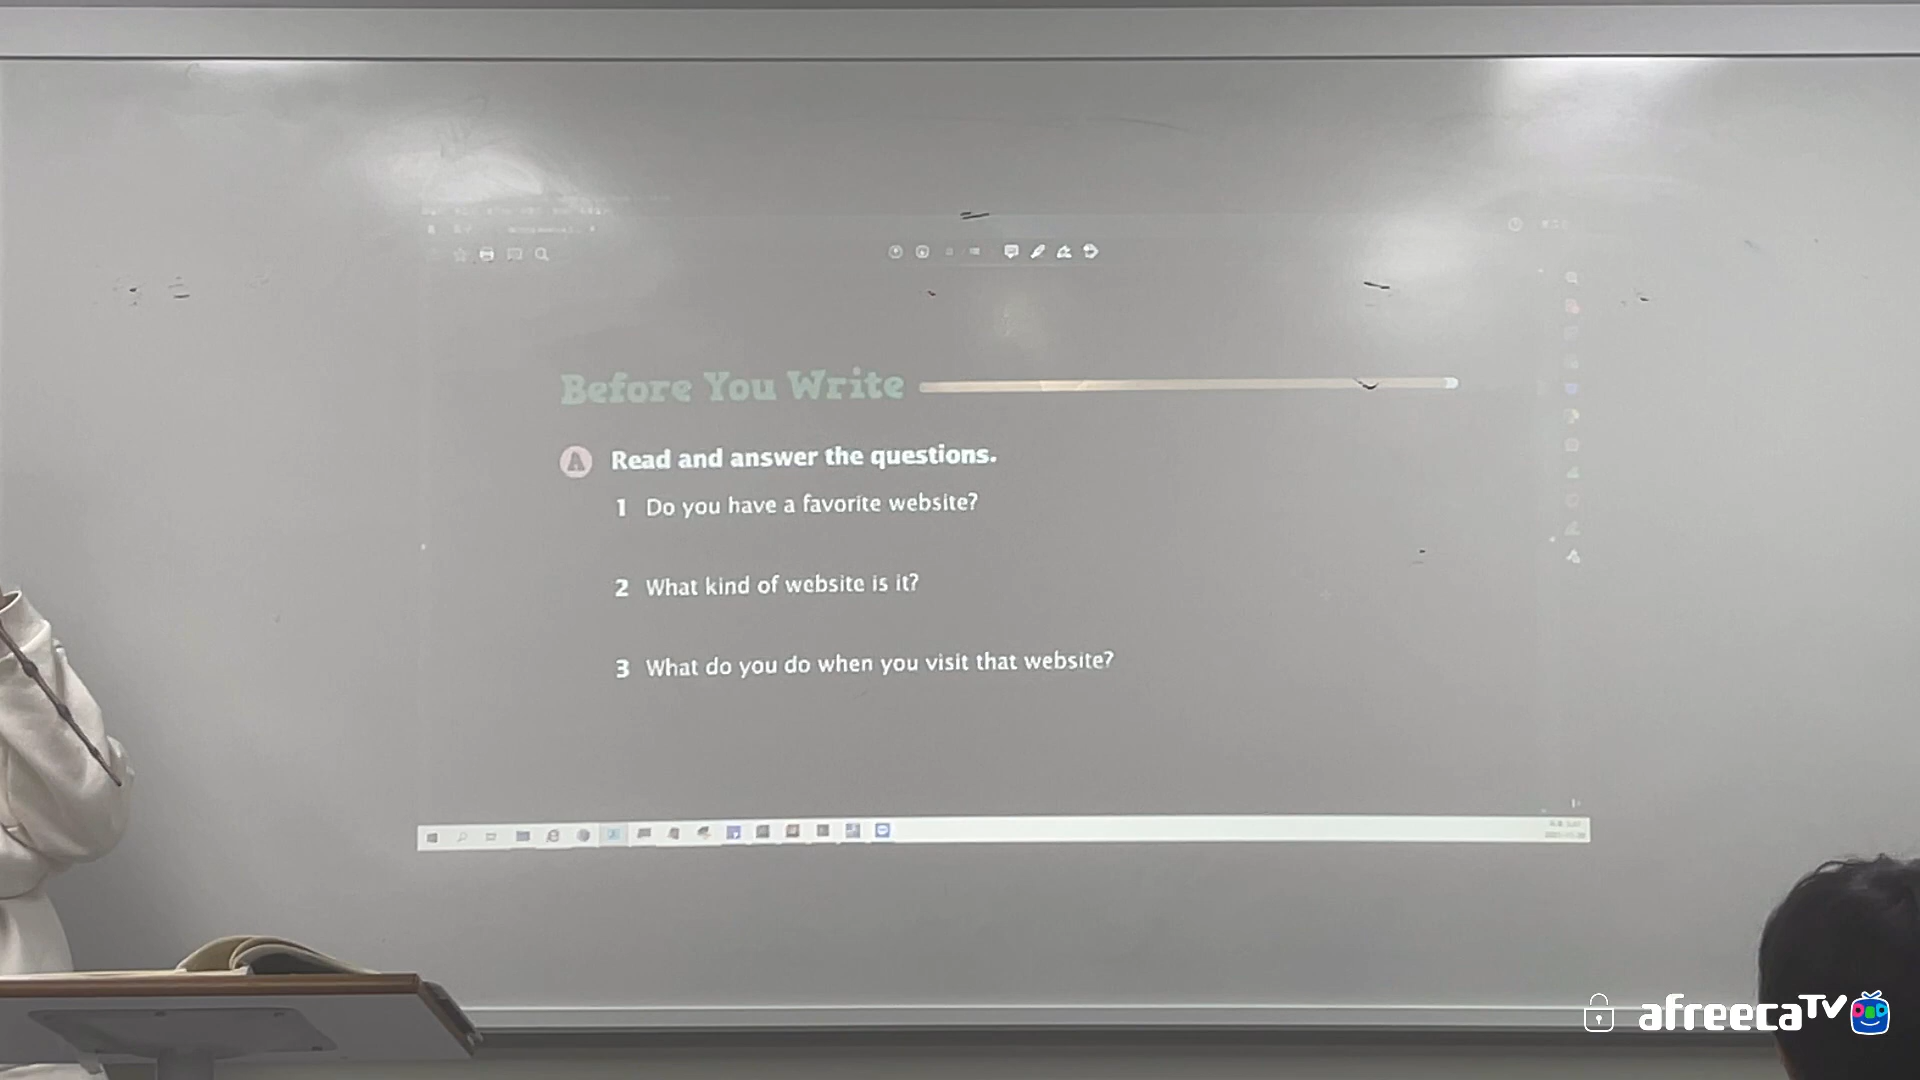 Before You Write
A Read and answer the questions.
1 Do you have a favorite website?
2 What kind of website is it?
3 What do you do when you visit that website?
afreecaTV